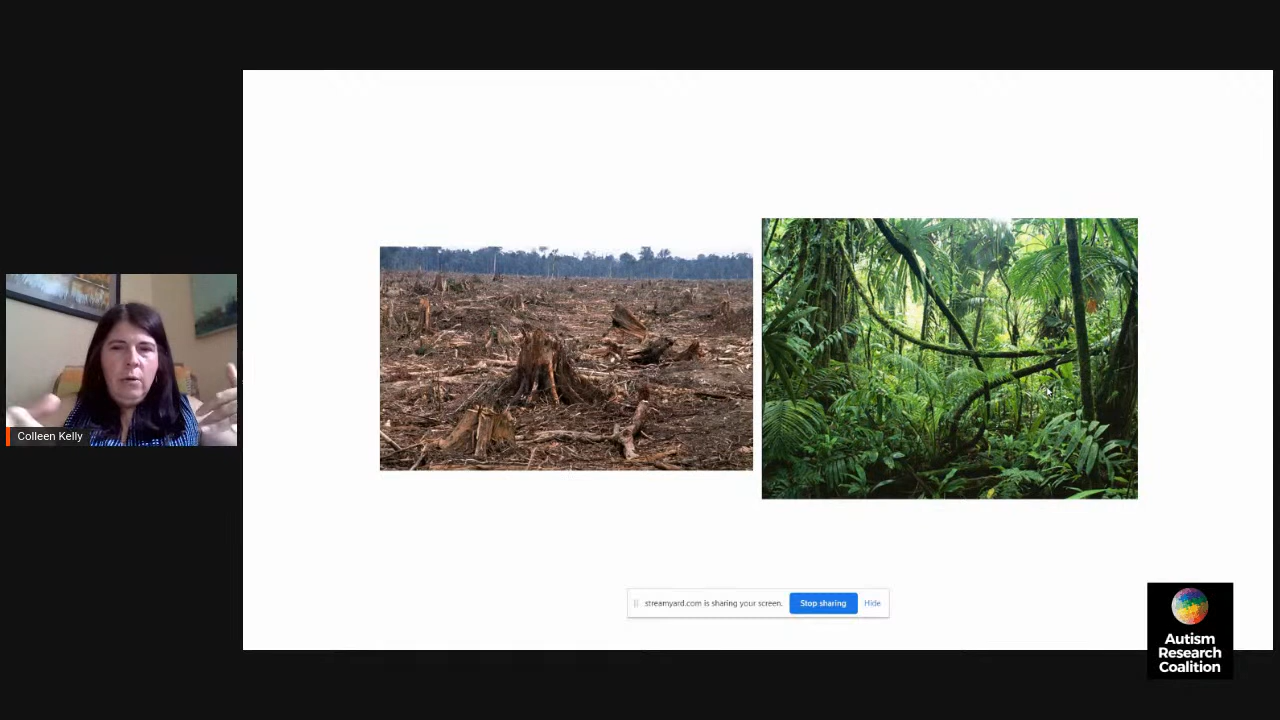 Colleen Kelly
streamyard.com is sharing your screen.
Stop sharing
Hide
Autism
Research
Coalition